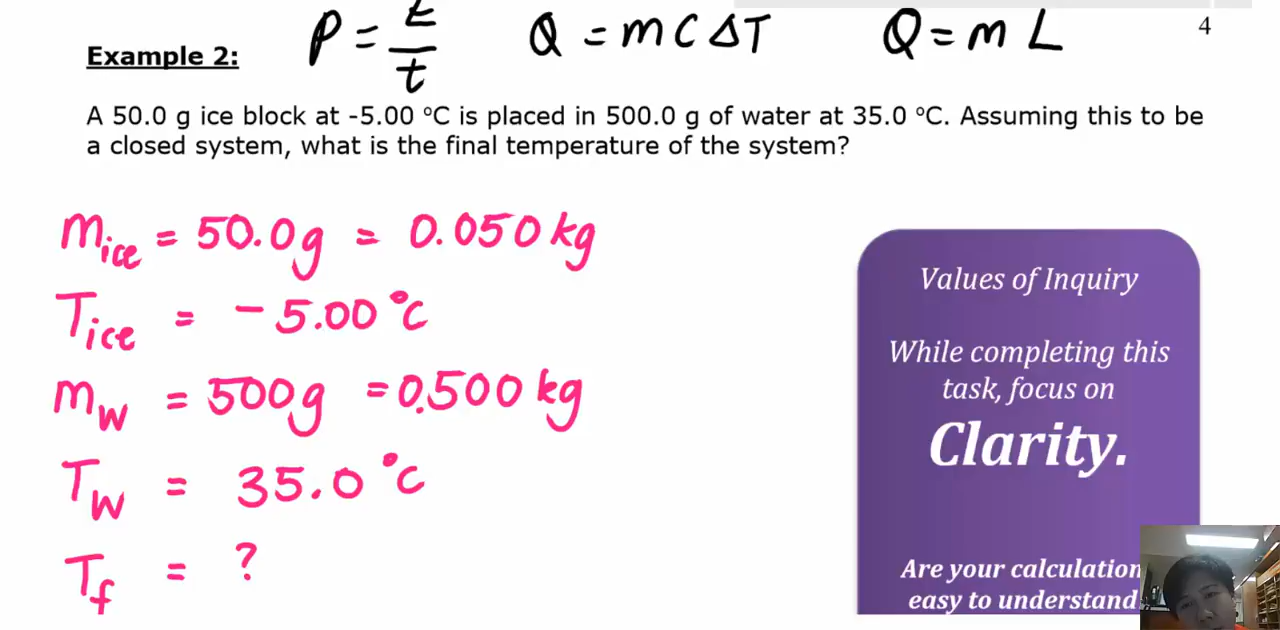 4
P = E/t Q = mCΔT Q = mL
Example 2:
A 50.0 g ice block at -5.00 °C is placed in 500.0 g of water at 35.0 °C. Assuming this to be
a closed system, what is the final temperature of the system?
m_ice = 50.0g = 0.050 kg
T_ice = -5.00 °C
m_w = 500g = 0.500 kg
T_w = 35.0 °C
T_f = ?
Values of Inquiry
While completing this
task, focus on
Clarity.
Are your calculation
easy to understand